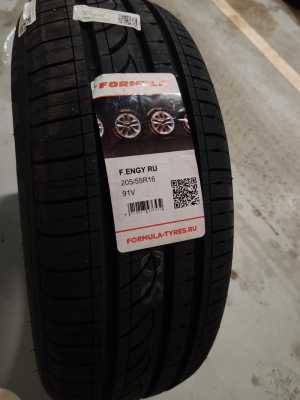 FORMULA
F.ENGY RU
205/55R16
91V
FORMULA-TYRES.RU